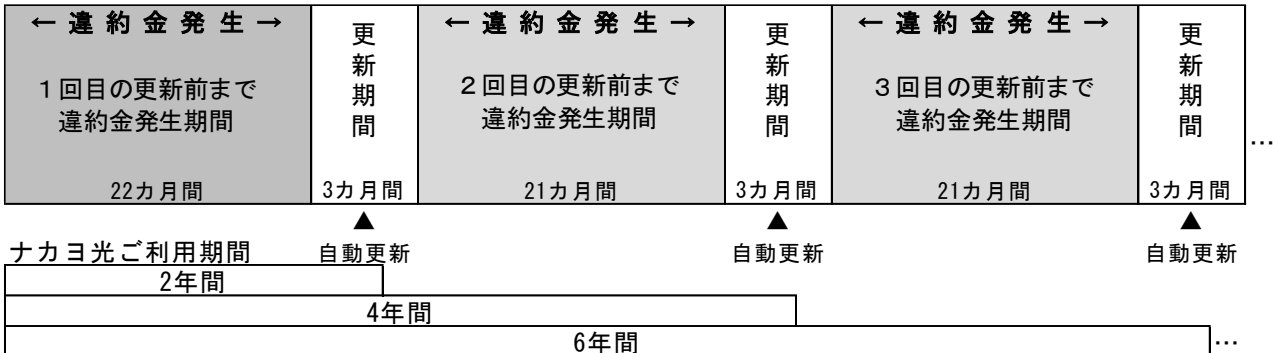 ← 違 約 金 発 生 →
1回目の更新前まで
違約金発生期間
22カ月間
更新期間
3カ月間
← 違 約 金 発 生 →
2回目の更新前まで
違約金発生期間
21カ月間
更新期間
3カ月間
← 違 約 金 発 生 →
3回目の更新前まで
違約金発生期間
21カ月間
更新期間
3カ月間
…
▲
▲
▲
ナカヨ光ご利用期間
自動更新
自動更新
自動更新
2年間
4年間
6年間
…